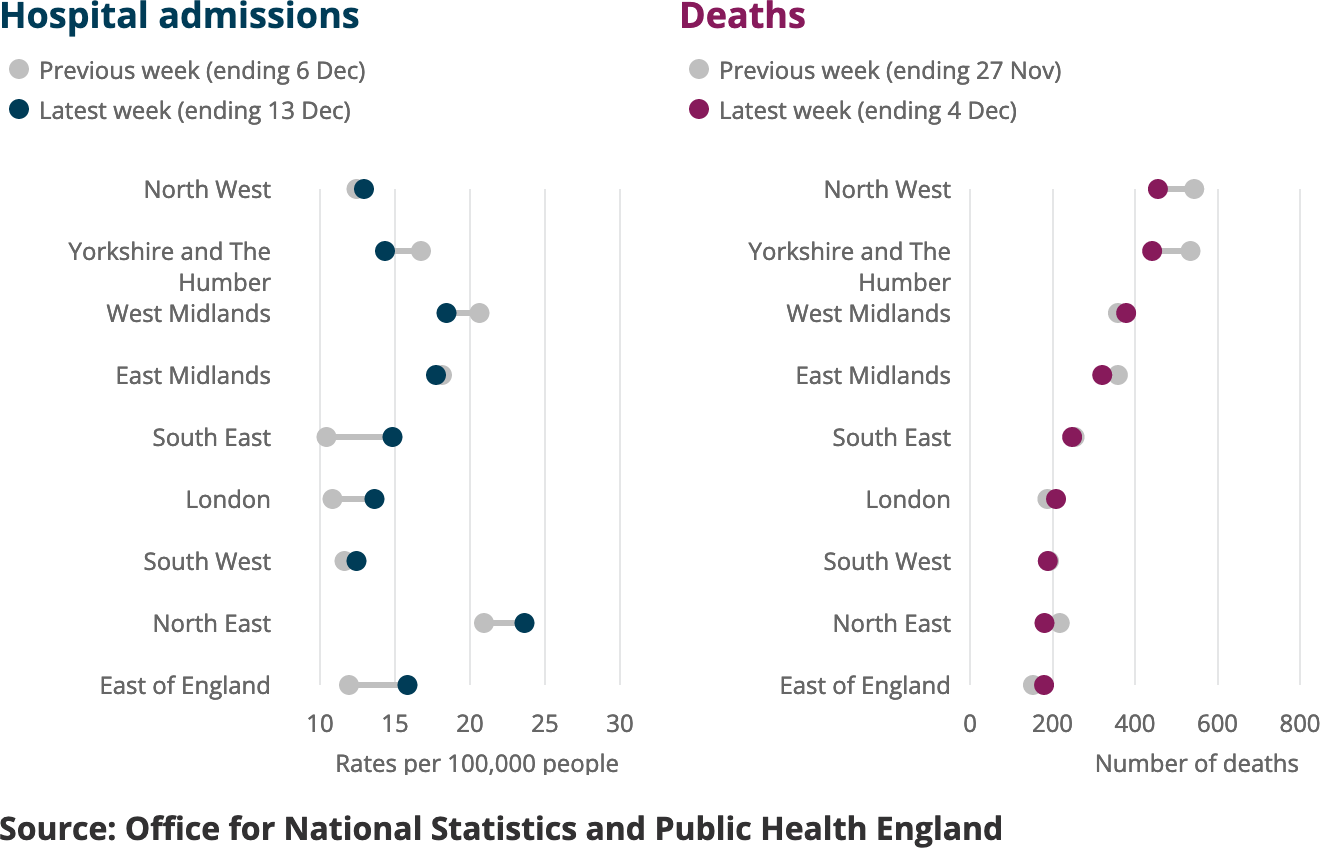 Hospital admissions
Previous week (ending 6 Dec)
Latest week (ending 13 Dec)
North West
Yorkshire and The
Humber
West Midlands
East Midlands
South East
London
South West
North East
East of England
10 15 20 25 30
Rates per 100,000 people
Deaths
Previous week (ending 27 Nov)
Latest week (ending 4 Dec)
North West
Yorkshire and The
Humber
West Midlands
East Midlands
South East
London
South West
North East
East of England
0 200 400 600 800
Number of deaths
Source: Office for National Statistics and Public Health England